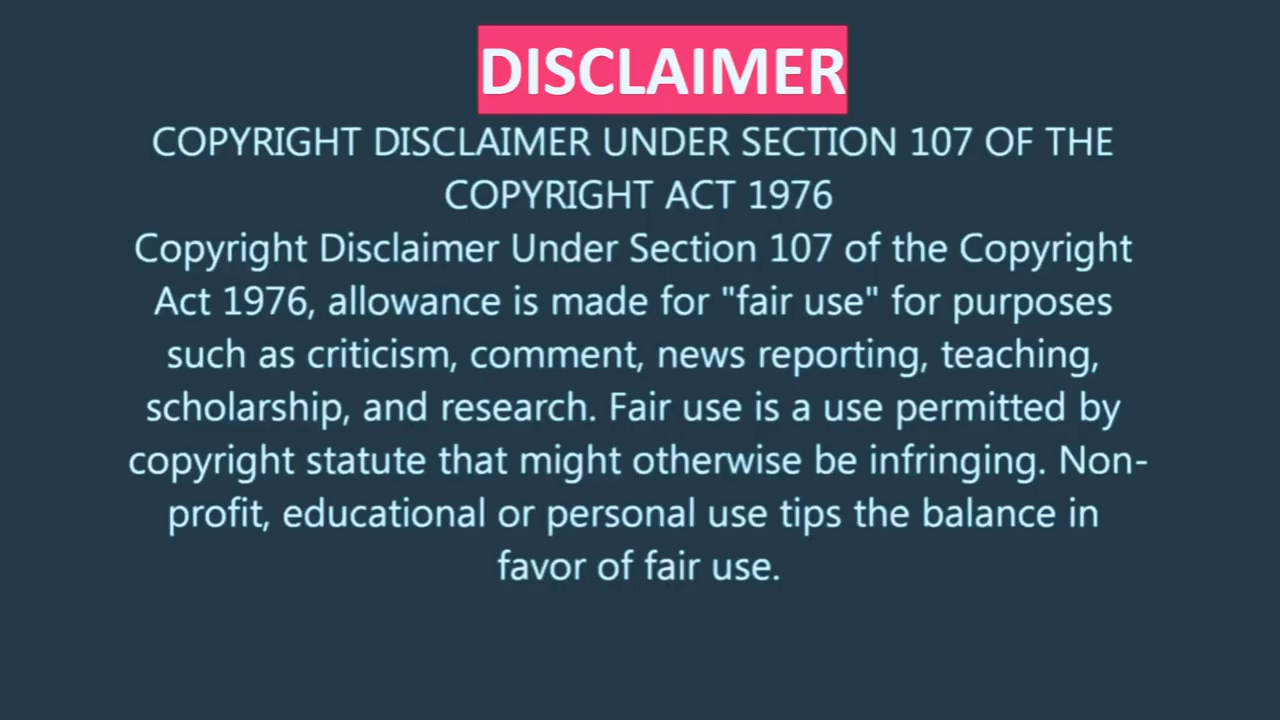 DISCLAIMER
COPYRIGHT DISCLAIMER UNDER SECTION 107 OF THE
COPYRIGHT ACT 1976
Copyright Disclaimer Under Section 107 of the Copyright
Act 1976, allowance is made for "fair use" for purposes
such as criticism, comment, news reporting, teaching,
scholarship, and research. Fair use is a use permitted by
copyright statute that might otherwise be infringing. Non-
profit, educational or personal use tips the balance in
favor of fair use.